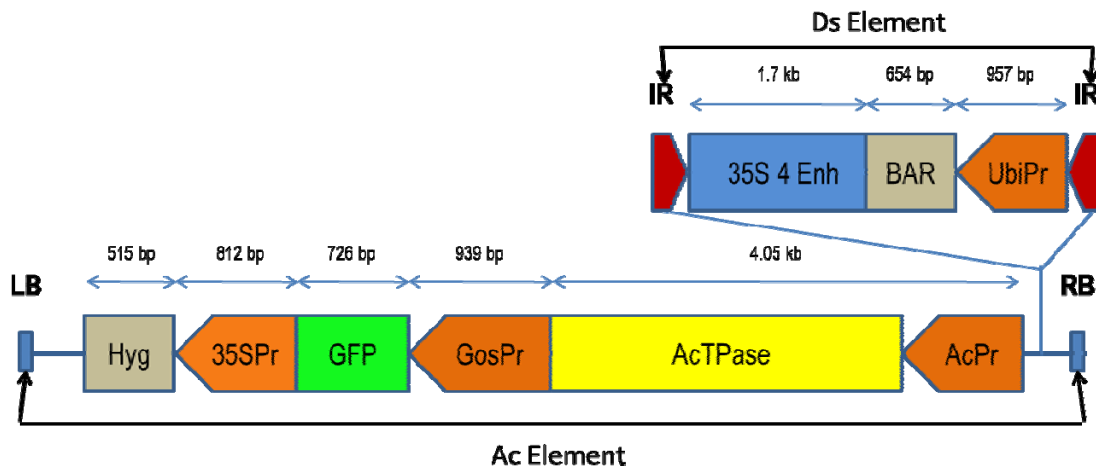 Ds Element
1.7 kb 654 bp 957 bp
IR IR
35S 4 Enh BAR UbiPr
515 bp 812 bp 726 bp 939 bp 4.05 kb
LB RB
Hyg 35SPr GFP GosPr AcTPase AcPr
Ac Element